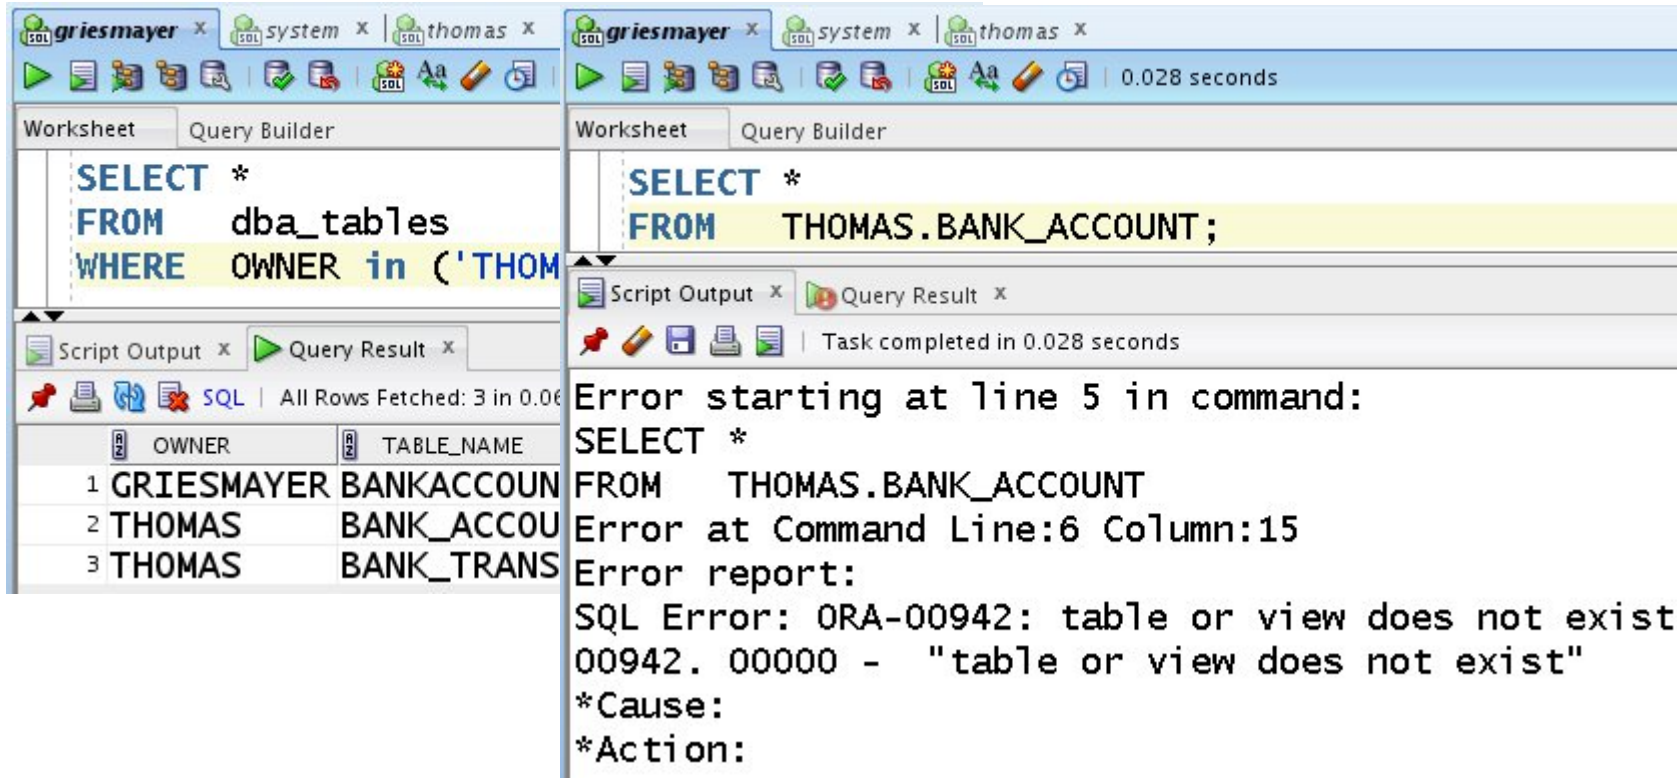 griesmayer x system x thomas x
Worksheet Query Builder
SELECT *
FROM dba_tables
WHERE OWNER in ('THOM
Script Output x Query Result x
SQL | All Rows Fetched: 3 in 0.06
OWNER TABLE_NAME
1 GRIESMAYER BANKACCOUN
2 THOMAS BANK_ACCOU
3 THOMAS BANK_TRANS
griesmayer x system x thomas x
0.028 seconds
Worksheet Query Builder
SELECT *
FROM THOMAS.BANK_ACCOUNT;
Script Output x Query Result x
Task completed in 0.028 seconds
Error starting at line 5 in command:
SELECT *
FROM THOMAS.BANK_ACCOUNT
Error at Command Line:6 Column:15
Error report:
SQL Error: ORA-00942: table or view does not exist
00942. 00000 - "table or view does not exist"
*Cause:
*Action: